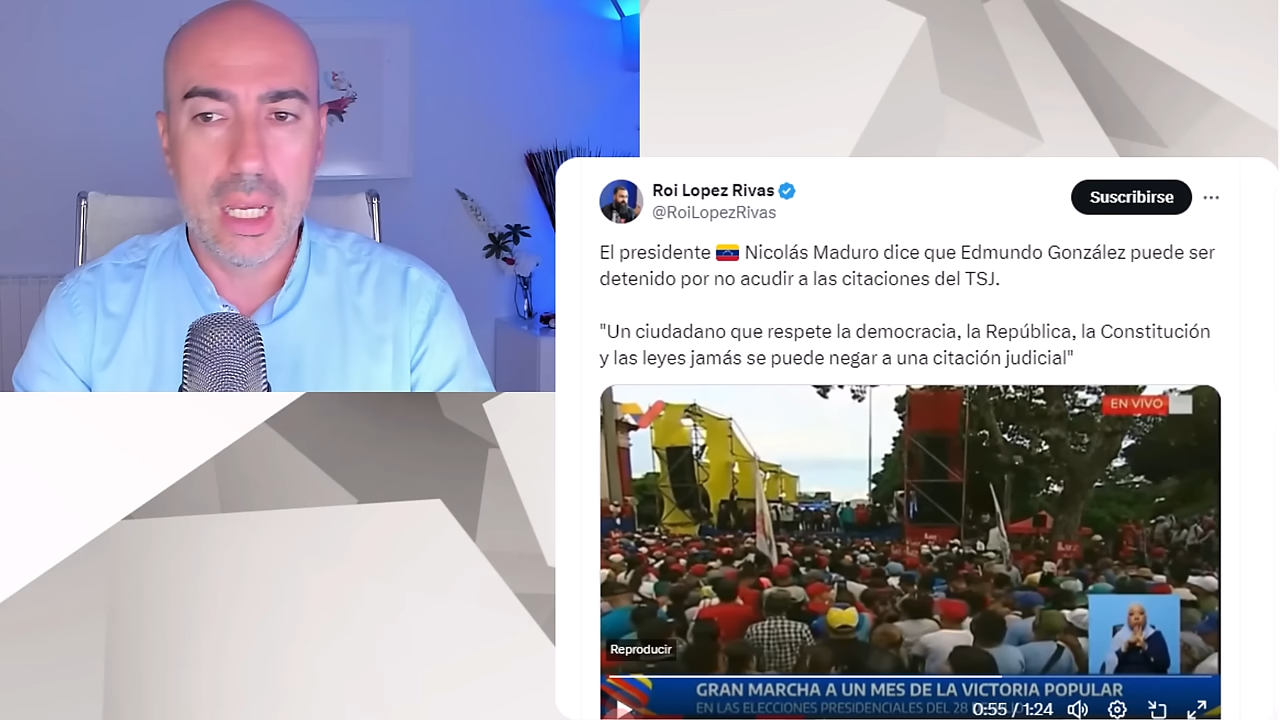 Roi Lopez Rivas
@RoiLopezRivas
Suscribirse
El presidente Nicolás Maduro dice que Edmundo González puede ser
detenido por no acudir a las citaciones del TSJ.
"Un ciudadano que respete la democracia, la República, la Constitución
y las leyes jamás se puede negar a una citación judicial"
EN VIVO
Reproducir
GRAN MARCHA A UN MES DE LA VICTORIA POPULAR
EN LAS ELECCIONES PRESIDENCIALES DEL 28
0:55 / 1:24